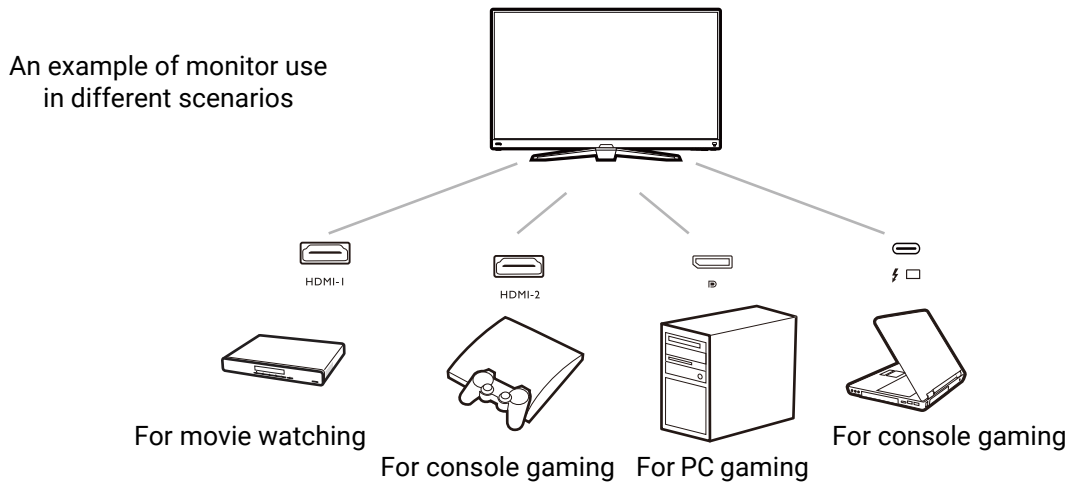 An example of monitor use
in different scenarios
HDMI-1
HDMI-2
For movie watching
For console gaming
For PC gaming
For console gaming